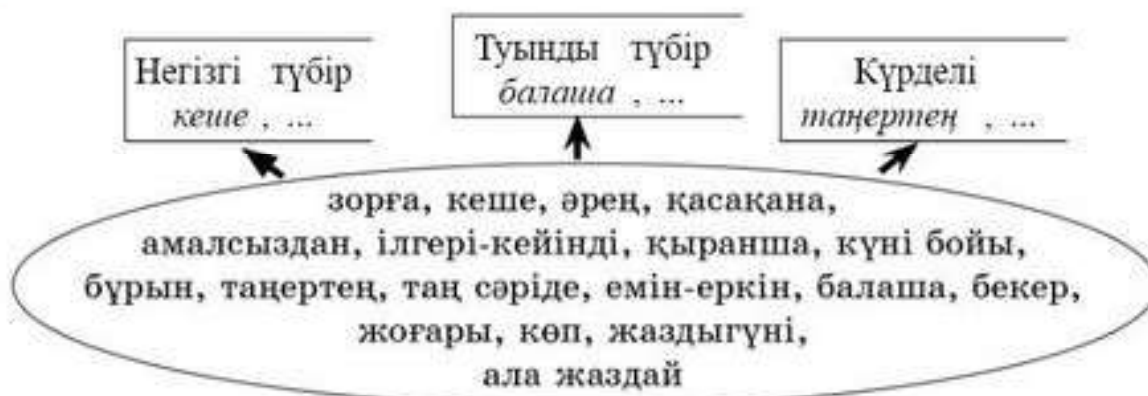 Негізгі түбір
кеше , ...
Туынды түбір
балаша , ...
Күрделі
таңертең , ...
зорға, кеше, әрең, қасақана,
амалсыздан, ілгері-кейінді, қыранша, күні бойы,
бұрын, таңертең, таң сәріде, емін-еркін, балаша, бекер,
жоғары, көп, жаздыгүні,
ала жаздай